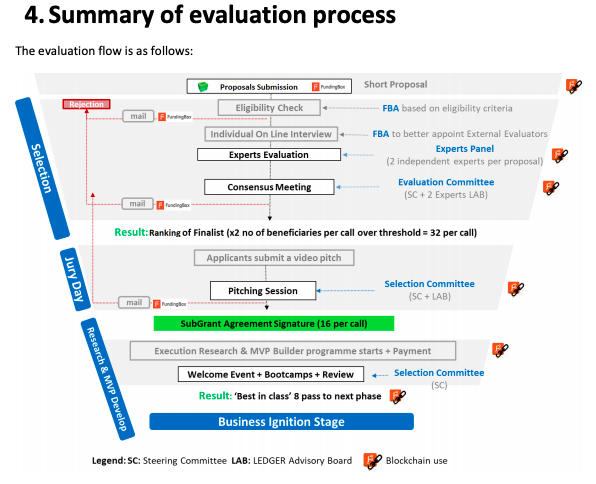 4. Summary of evaluation process
The evaluation flow is as follows:
Proposals Submission FundingBox
Short Proposal
Rejection
mail FundingBox
Eligibility Check
FBA based on eligibility criteria
Individual On Line Interview
FBA to better appoint External Evaluators
Experts Evaluation
Experts Panel
(2 independent experts per proposal)
Consensus Meeting
Evaluation Committee
(SC + 2 Experts LAB)
mail FundingBox
Selection
Result: Ranking of Finalist (x2 no of beneficiaries per call over threshold = 32 per call)
Applicants submit a video pitch
Pitching Session
Selection Committee
(SC + LAB)
mail FundingBox
Jury Day
SubGrant Agreement Signature (16 per call)
Execution Research & MVP Builder programme starts + Payment
Welcome Event + Bootcamps + Review
Selection Committee
(SC)
Research & MVP Develop
Result: ‘Best in class’ 8 pass to next phase
Business Ignition Stage
Legend: SC: Steering Committee LAB: LEDGER Advisory Board Blockchain use